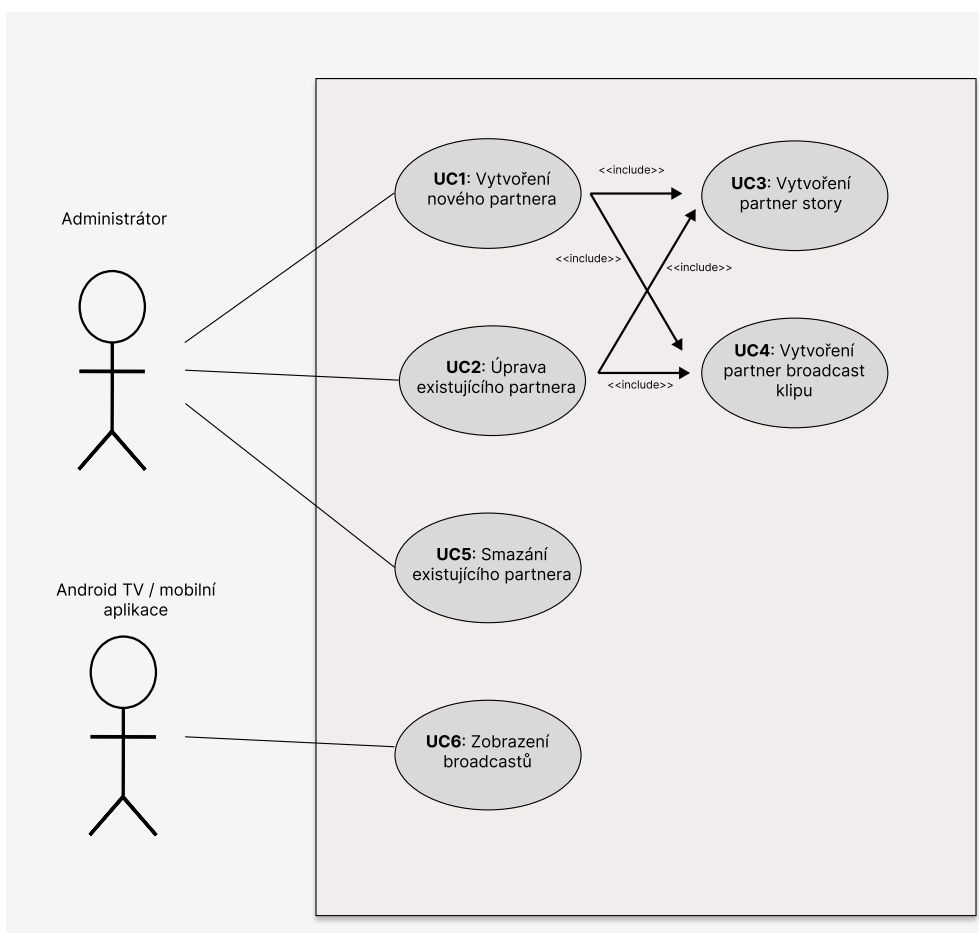 Administrátor
UC1: Vytvoření
nového partnera
<<include>>
UC3: Vytvoření
partner story
<<include>>
<<include>>
UC2: Úprava
existujícího partnera
<<include>>
UC4: Vytvoření
partner broadcast
klipu
UC5: Smazání
existujícího partnera
Android TV / mobilní
aplikace
UC6: Zobrazení
broadcastů